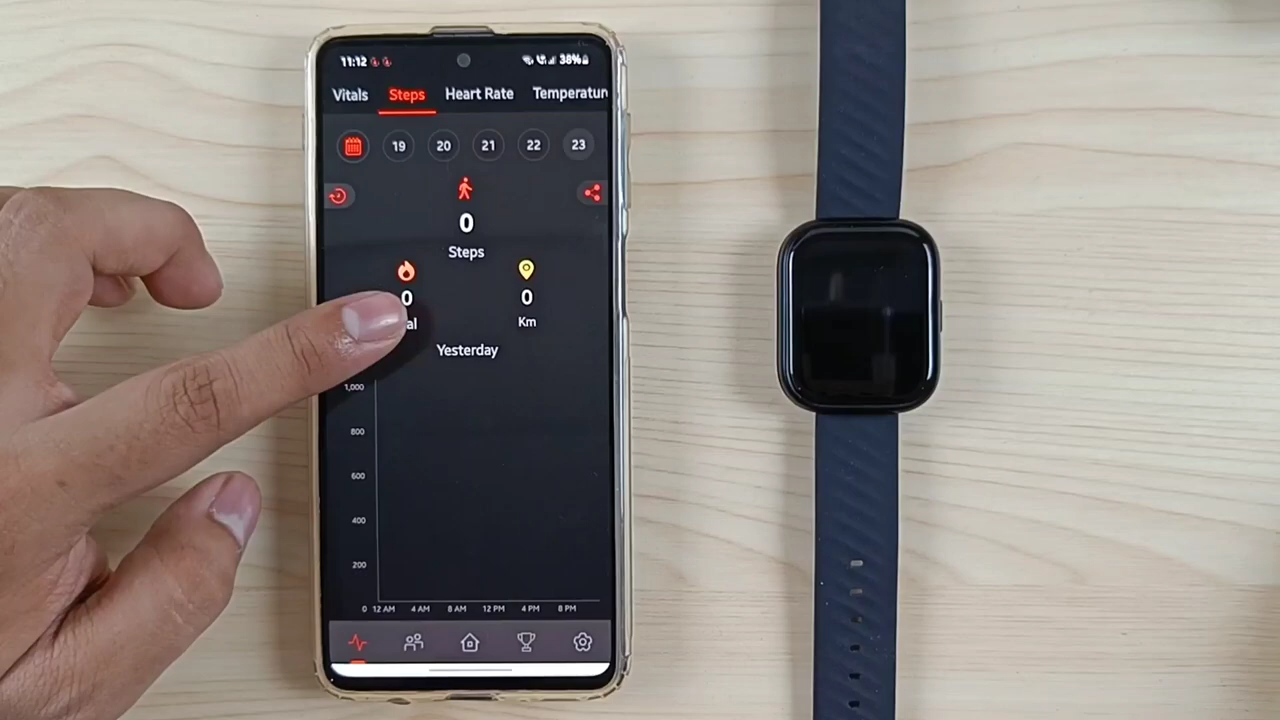 11:12 38%
Vitals Steps Heart Rate Temperatur
19 20 21 22 23
0
Steps
0 0
al Km
Yesterday
1,000
800
600
400
200
0 12 AM 4 AM 8 AM 12 PM 4 PM 8 PM